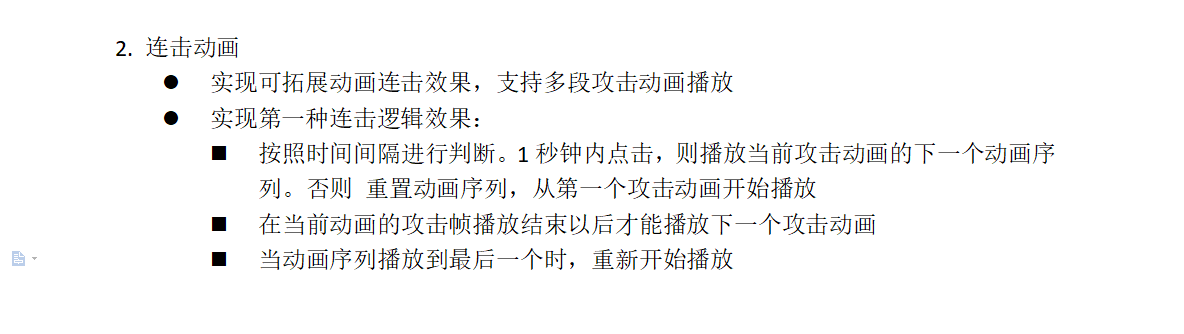 2. 连击动画
● 实现可拓展动画连击效果，支持多段攻击动画播放
● 实现第一种连击逻辑效果：
■ 按照时间间隔进行判断。1 秒钟内点击，则播放当前攻击动画的下一个动画序
列。否则 重置动画序列，从第一个攻击动画开始播放
■ 在当前动画的攻击帧播放结束以后才能播放下一个攻击动画
■ 当动画序列播放到最后一个时，重新开始播放